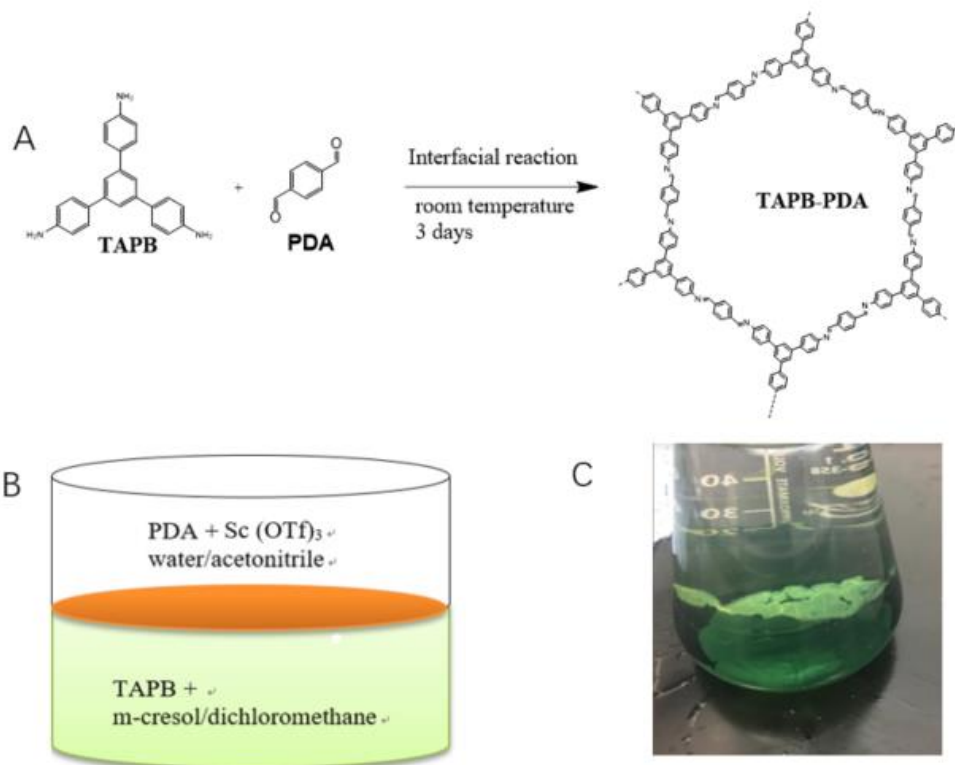 A
NH₂
H₂N
NH₂
TAPB
+
O
O
PDA
Interfacial reaction
room temperature
3 days
TAPB-PDA
B
PDA + Sc (OTf)₃
water/acetonitrile
TAPB +
m-cresol/dichloromethane
C
40
30